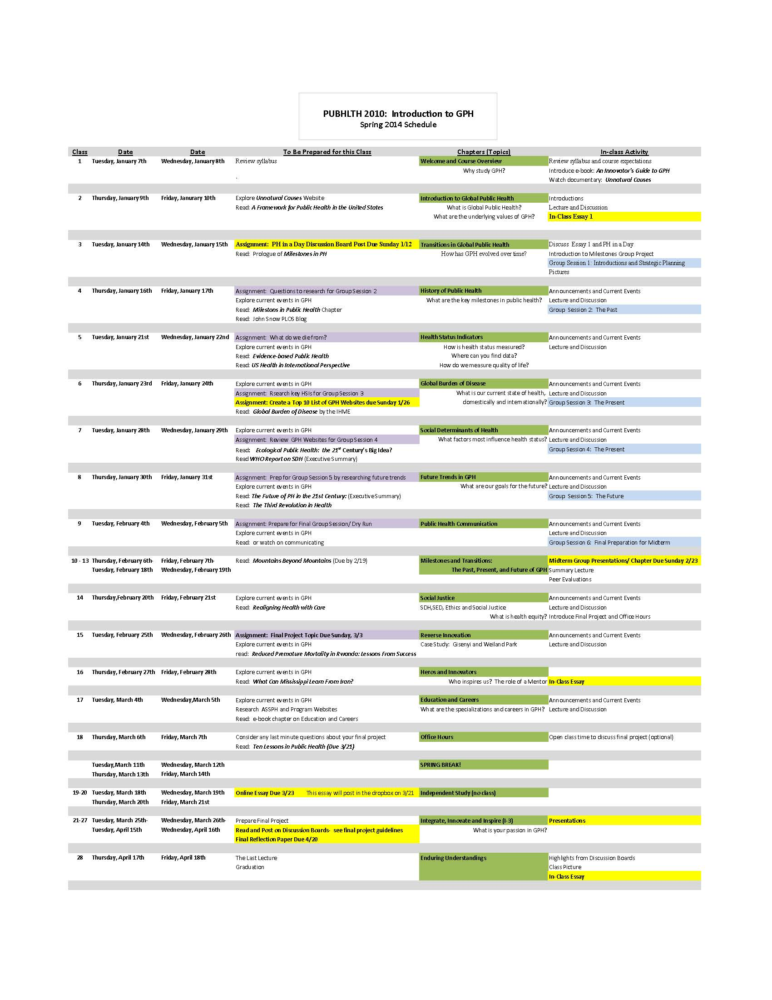 PUBHLTH 2010:  Introduction to GPH
Spring 2014 Schedule
Class Date Date To Be Prepared for this Class Chapters (Topics) In-class Activity
1 Tuesday, January 7th Wednesday, January 8th Review syllabus Welcome and Course Overview Review syllabus and course expectations
Why study GPH? Introduce e-book: An Innovator's Guide to GPH
` Watch documentary:  Unnatural Causes
2 Thursday, January 9th Friday, Janurary 10th Explore Unnatural Causes Website Introduction to Global Public Health Introductions
Read: A Framework for Public Health in the United States What is Global Public Health? Lecture and Discussion
What are the underlying values of GPH? In-Class Essay 1
3 Tuesday, January 14th Wednesday, January 15th Assignment:  PH in a Day Discussion Board Post Due Sunday 1/12 Transitions in Global Public Health Discuss  Essay 1 and PH in a Day
Read:  Prologue of Milestones in PH How has GPH evolved over time? Introduction to Milestones Group Project
Group Session 1: Introductions and Strategic Planning
Pictures
4 Thursday, January 16th Friday, January 17th Assignment:  Questions to research for Group Session 2 History of Public Health Announcements and Current Events
Explore current events in GPH What are the key milestones in public health? Lecture and Discussion
Read:  Milestons in Public Health Chapter Group  Session 2:  The Past
Read:  John Snow PLOS Blog
5 Tuesday, January 21st Wednesday, January 22nd Assignment:  What do we die from? Health Status Indicators Announcements and Current Events
Explore current events in GPH How is health status measured? Lecture and Discussion
Read:  Evidence-based Public Health Where can you find data?
Read: US Health in International Perspective How do we measure quality of life?
6 Thursday, January 23rd Friday, January 24th Explore current events in GPH Global Burden of Disease Announcements and Current Events
Assignment:  Rsearch key HSIs for Group Session 3 What is our current state of health, Lecture and Discussion
Assignment: Create a Top 10 List of GPH Websites due Sunday 1/26 domestically and internationally? Group Session 3:  The Present
Read:  Global Burden of Disease by the IHME
7 Tuesday, January 28th Wednesday, January 29th Explore current events in GPH Social Determinants of Health Announcements and Current Events
Assignment:  Review  GPH Websites for Group Session 4 What factors most influence health status? Lecture and Discussion
Read:   Ecological Public Health:  the 21st Century's Big Idea? Group Session 4:  The Present
Read WHO Report on SDH (Executive Summary)
8 Thursday, January 30th Friday, January 31st Assignment:  Prep for Group Session 5 by researching future trends Future Trends in GPH Announcements and Current Events
Explore current events in GPH What are our goals for the future? Lecture and Discussion
Read: The Future of PH in the 21st Century: (Executive Summary) Group  Session 5:  The Future
Read:  The Third Revolution in Health
9 Tuesday, February 4th Wednesday, February 5th Assignment: Prepare for Final Group Session/ Dry Run Public Health Communication Announcements and Current Events
Explore current events in GPH Lecture and Discussion
Read:  or watch on communicating Group Session 6:  Final Preparation for Midterm
10 - 13 Thursday, February 6th- Friday, February 7th- Read:  Mountains Beyond Mountains (Due by 2/19) Milestones and Transitions: Midterm Group Presentations/ Chapter Due Sunday 2/23
Tuesday, February 18th Wednesday, February 19th The Past, Present, and Future of GPH Summary Lecture
Peer Evaluations
14 Thursday,February 20th Friday, February 21st Explore current events in GPH Social Justice Announcements and Current Events
Read:  Realigning Health with Care SDH,SED, Ethics and Social Justice Lecture and Discussion
What is health equity? Introduce Final Project and Office Hours
15 Tuesday, February 25th Wednesday, February 26th Assignment:  Final Project Topic Due Sunday, 3/3 Reverse Innovation Announcements and Current Events
Explore current events in GPH Case Study:  Gisenyi and Weiland Park Lecture and Discussion
read:  Reduced Premature Mortality in Rwanda: Lessons From Success
16 Thursday, February 27th Friday, February 28th Explore current events in GPH Heros and Innovators
Read:  What Can Mississippi Learn From Iran? Who inspires us?  The role of a Mentor In-Class Essay
17 Tuesday, March 4th Wednesday,March 5th Explore current events in GPH Education and Careers Announcements and Current Events
Research  ASSPH and Program Websites What are the specializations and careers in GPH? Lecture and Discussion
Read:  e-book chapter on Education and Careers
18 Thursday, March 6th Friday, March 7th Consider any last minute questions about your final project Office Hours Open class time to discuss final project (optional)
Read:  Ten Lessons in Public Health (Due 3/21)
Tuesday,March 11th Wednesday, March 12th SPRING BREAK!
Thursday, March 13th Friday, March 14th
19-20 Tuesday, March 18th Wednesday, March 19th Online Essay Due 3/23 This essay will post in the dropbox on 3/21 Independent Study (no class)
Thursday, March 20th Friday, March 21st
21-27 Tuesday, March 25th- Wednesday, March 26th- Prepare Final Project Integrate, Innovate and Inspire (I-3) Presentations
Tuesday, April 15th Wednesday, April 16th Read and Post on Discussion Boards-  see final project guidelines What is your passion in GPH?
Final Reflection Paper Due 4/20
28 Thursday, April 17th Friday, April 18th The Last Lecture Enduring Understandings Highlights from Discussion Boards
Graduation Class Picture
In-Class Essay